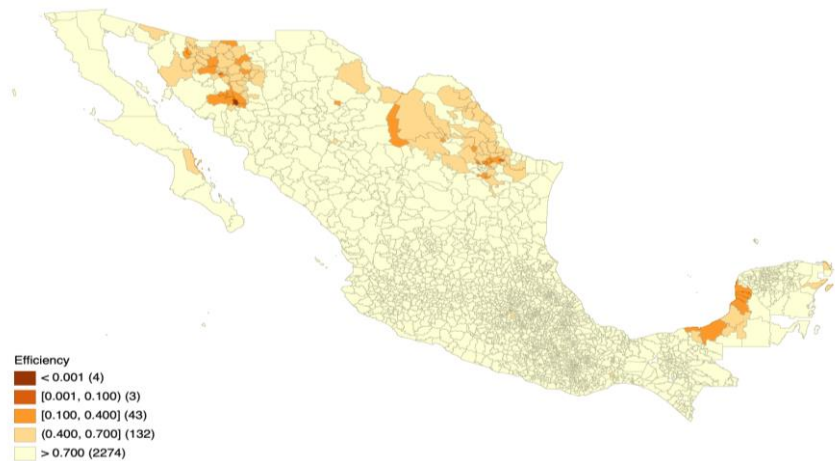 Efficiency
< 0.001 (4)
[0.001, 0.100) (3)
[0.100, 0.400] (43)
(0.400, 0.700] (132)
> 0.700 (2274)